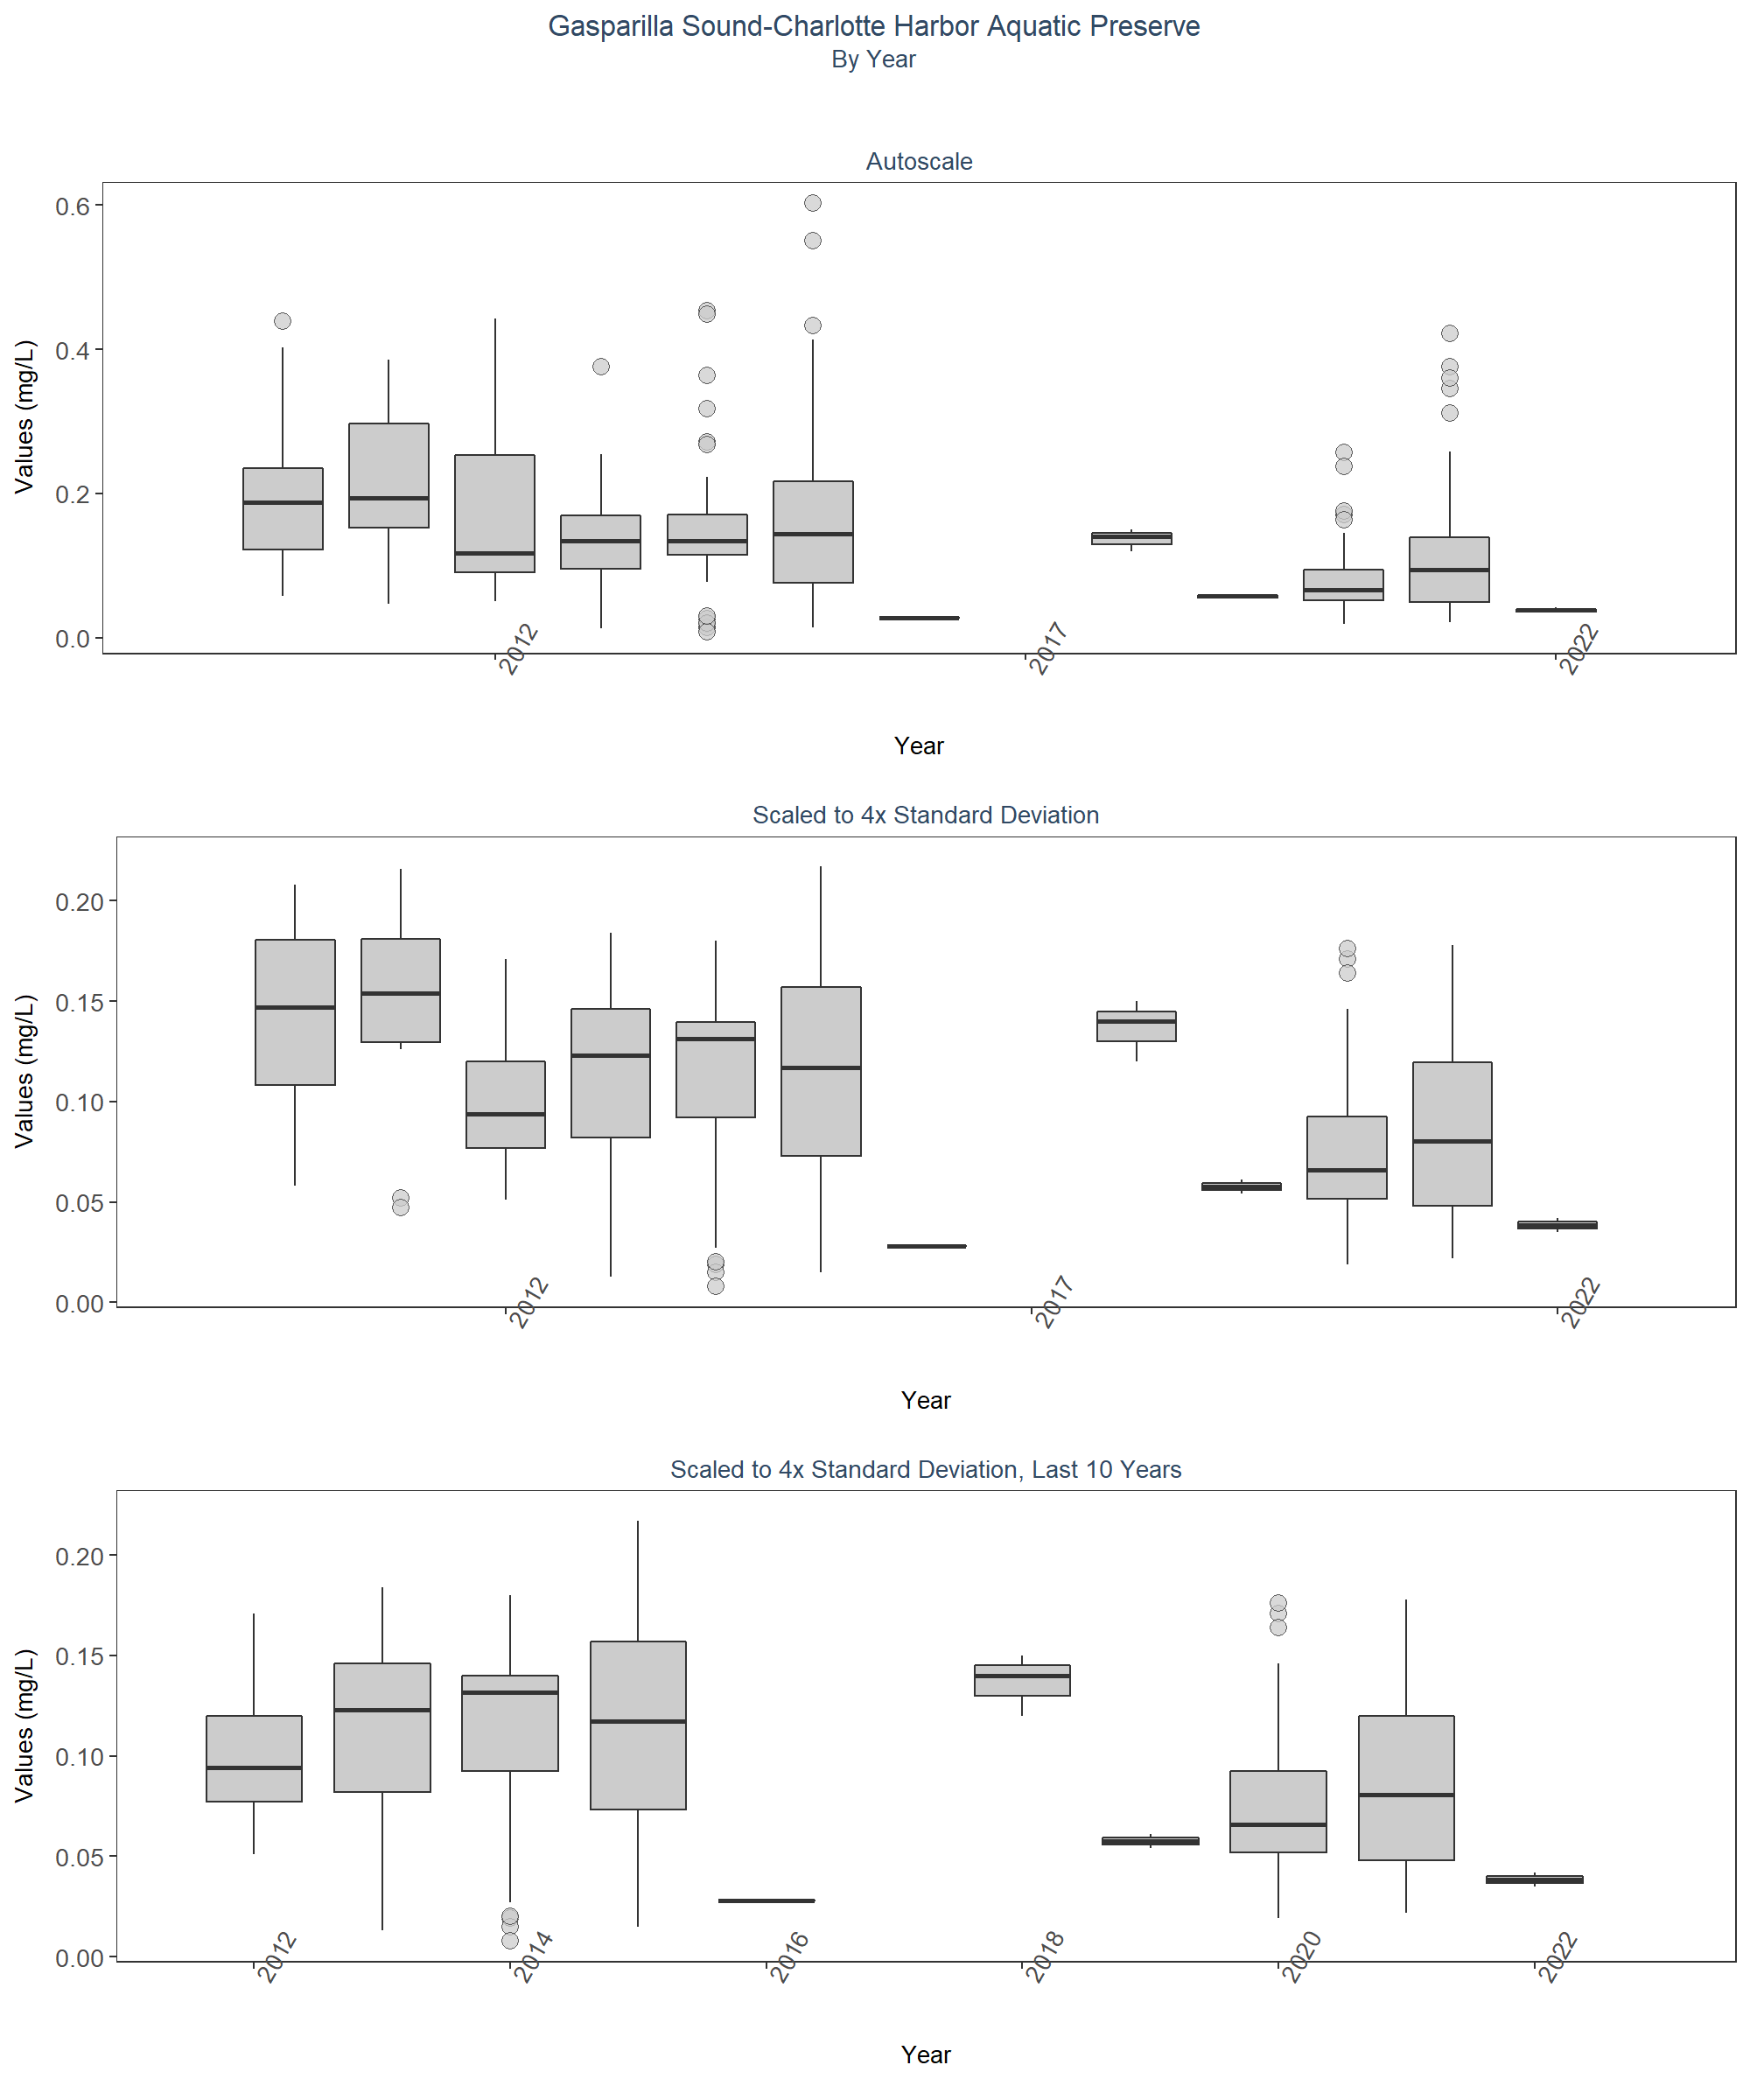 Gasparilla Sound-Charlotte Harbor Aquatic Preserve
By Year
Autoscale
Values (mg/L)
0.6
0.4
0.2
0.0
2012
2017
2022
Year
Scaled to 4x Standard Deviation
Values (mg/L)
0.20
0.15
0.10
0.05
0.00
2012
2017
2022
Year
Scaled to 4x Standard Deviation, Last 10 Years
Values (mg/L)
0.20
0.15
0.10
0.05
0.00
2012
2014
2016
2018
2020
2022
Year